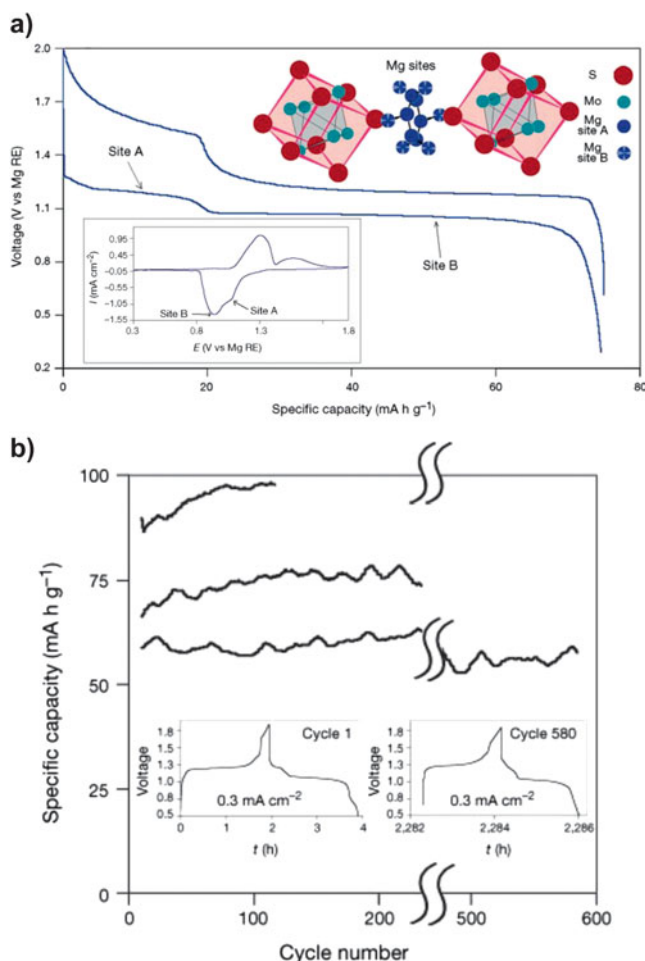 a)
2.0
1.7
1.5
1.1
0.9
0.5
0.2
Voltage (V vs Mg RE)
0
20
40
60
80
Specific capacity (mA h g⁻¹)
Site A
Site B
Mg sites
S
Mo
Mg
site A
Mg
site B
I (mA cm⁻²)
0.95
0.45
-0.05
-0.55
-1.05
−1.55
Site B
Site A
0.3
0.8
1.3
1.8
E (V vs Mg RE)
b)
Specific capacity (mA h g⁻¹)
100
75
50
25
0
0
100
200
500
600
Cycle number
Cycle 1
Voltage
1.8
1.5
1.3
1.0
0.8
0.5
0.3 mA cm⁻²
0
1
2
3
4
t (h)
Cycle 580
Voltage
1.8
1.5
1.3
1.0
0.8
0.5
0.3 mA cm⁻²
2,282
2,284
2,286
t (h)